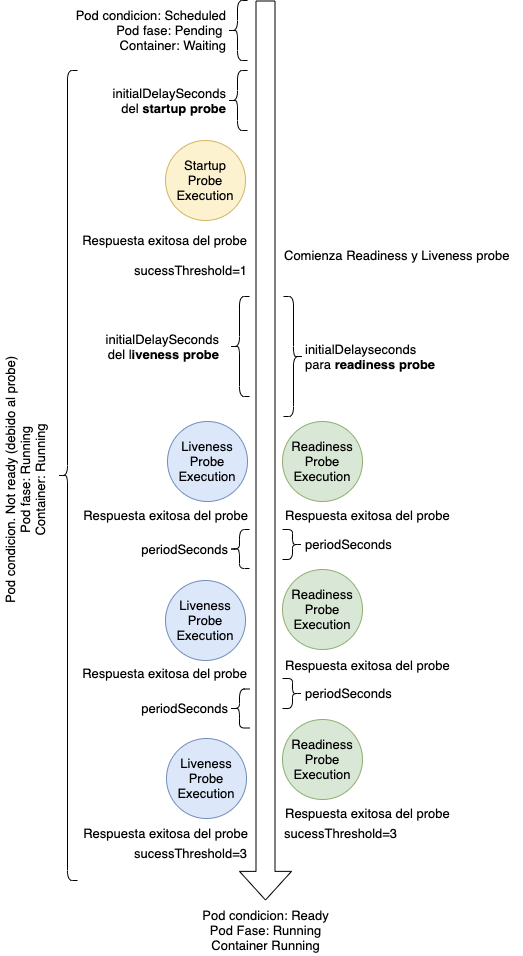 Pod condicion: Scheduled
Pod fase: Pending
Container: Waiting
initialDelaySeconds
del startup probe
Startup
Probe
Execution
Respuesta exitosa del probe
sucessThreshold=1
Comienza Readiness y Liveness probe
initialDelaySeconds
del liveness probe
initialDelayseconds
para readiness probe
Pod condicion. Not ready (debido al probe)
Pod fase: Running
Container: Running
Liveness
Probe
Execution
Readiness
Probe
Execution
Respuesta exitosa del probe
Respuesta exitosa del probe
periodSeconds
periodSeconds
Liveness
Probe
Execution
Readiness
Probe
Execution
Respuesta exitosa del probe
Respuesta exitosa del probe
periodSeconds
periodSeconds
Liveness
Probe
Execution
Readiness
Probe
Execution
Respuesta exitosa del probe
sucessThreshold=3
Respuesta exitosa del probe
sucessThreshold=3
Pod condicion: Ready
Pod Fase: Running
Container Running